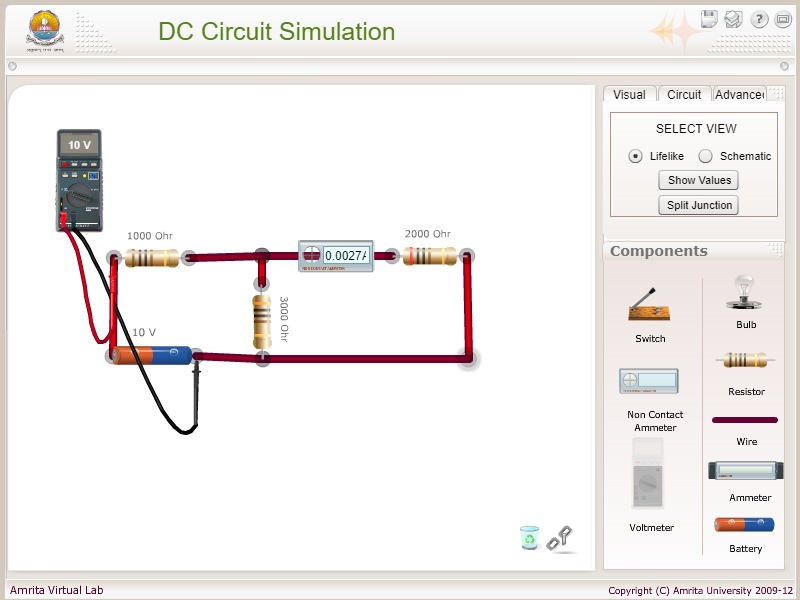 DC Circuit Simulation
Visual Circuit Advanced
SELECT VIEW
Lifelike Schematic
Show Values
Split Junction
10 V
1000 Ohr
0.0027A
2000 Ohr
3000 Ohr
10 V
Components
Switch
Bulb
Resistor
Non Contact
Ammeter
Wire
Ammeter
Voltmeter
Battery
Amrita Virtual Lab
Copyright (C) Amrita University 2009-12